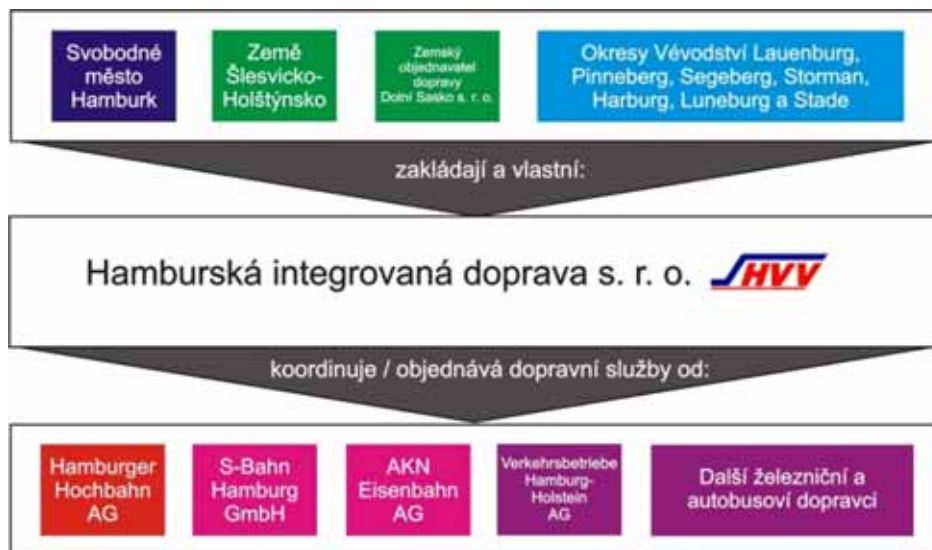 Svobodné
město
Hamburk
Země
Šlesvicko-
Holštýnsko
Zemský
objednavatel
dopravy
Dolní Sasko s. r. o.
Okresy Vévodství Lauenburg,
Pinneberg, Segeberg, Storman,
Harburg, Luneburg a Stade
zakládají a vlastní:
Hamburská integrovaná doprava s. r. o. HVV
koordinuje / objednává dopravní služby od:
Hamburger
Hochbahn
AG
S-Bahn
Hamburg
GmbH
AKN
Eisenbahn
AG
Verkehrsbetriebe
Hamburg-
Holstein
AG
Další železniční a
autobusoví dopravci